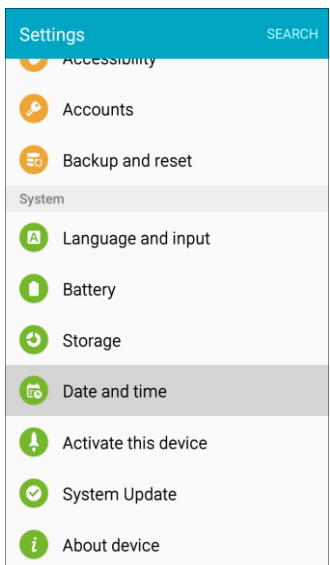 Settings
SEARCH
Accessibility
Accounts
Backup and reset
System
Language and input
Battery
Storage
Date and time
Activate this device
System Update
About device